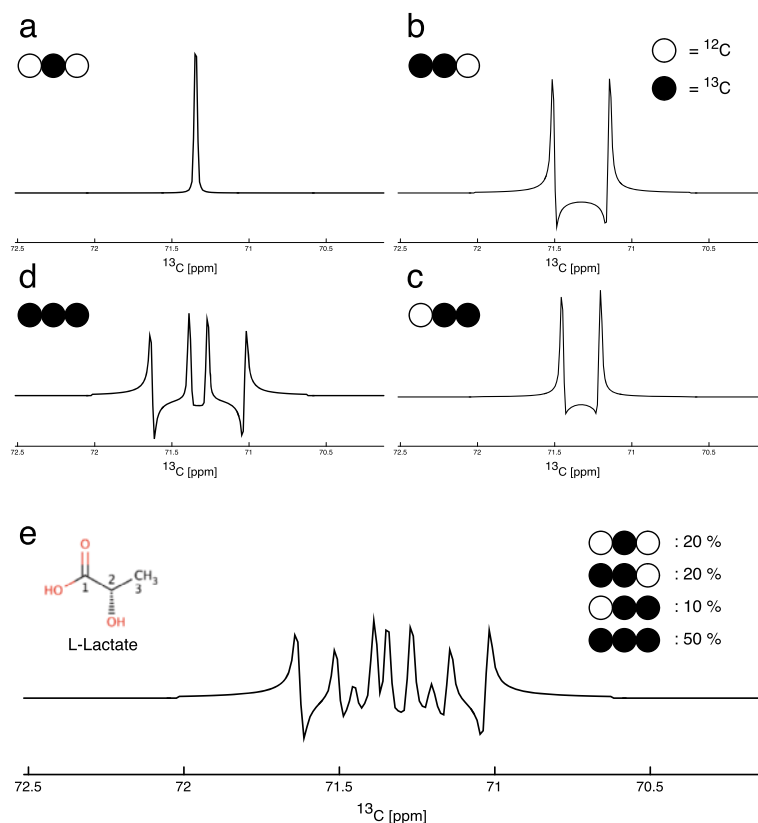 a
72.5 72 71.5 71 70.5
13C [ppm]
b
= 12C
= 13C
72.5 72 71.5 71 70.5
13C [ppm]
d
72.5 72 71.5 71 70.5
13C [ppm]
c
72.5 72 71.5 71 70.5
13C [ppm]
e
O
HO
1
2
CH3
3
OH
L-Lactate
: 20 %
: 20 %
: 10 %
: 50 %
72.5 72 71.5 71 70.5
13C [ppm]